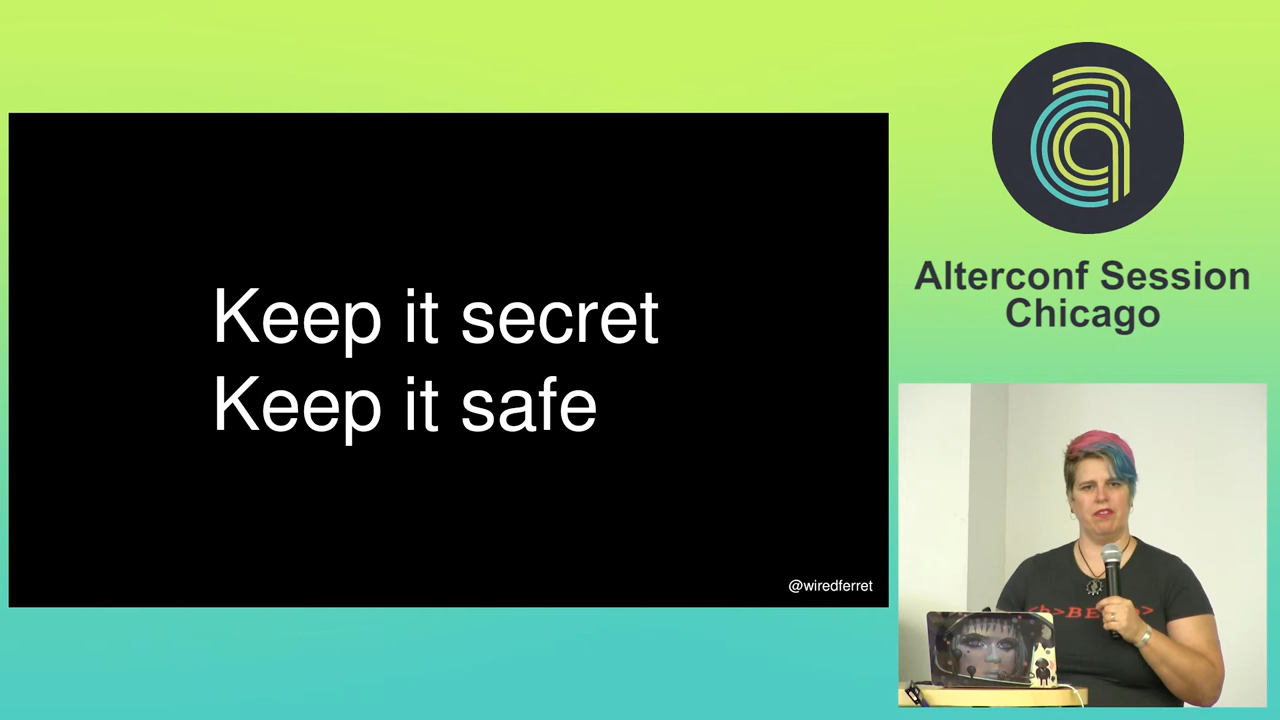 Keep it secret
Keep it safe
@wiredferret
Alterconf Session
Chicago